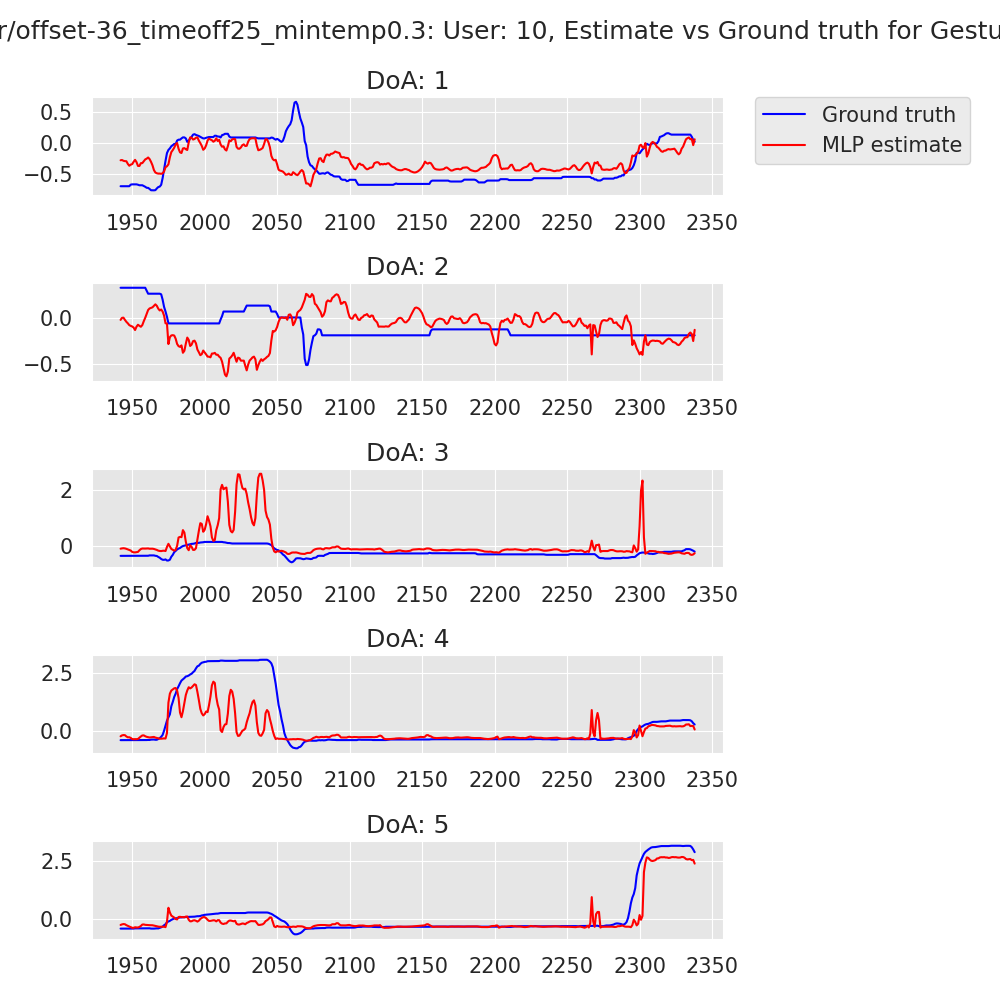 r/offset-36_timeoff25_mintemp0.3: User: 10, Estimate vs Ground truth for Gestu
DoA: 1
Ground truth
MLP estimate
0.5
0.0
−0.5
1950 2000 2050 2100 2150 2200 2250 2300 2350
DoA: 2
0.0
−0.5
1950 2000 2050 2100 2150 2200 2250 2300 2350
DoA: 3
2
0
1950 2000 2050 2100 2150 2200 2250 2300 2350
DoA: 4
2.5
0.0
1950 2000 2050 2100 2150 2200 2250 2300 2350
DoA: 5
2.5
0.0
1950 2000 2050 2100 2150 2200 2250 2300 2350